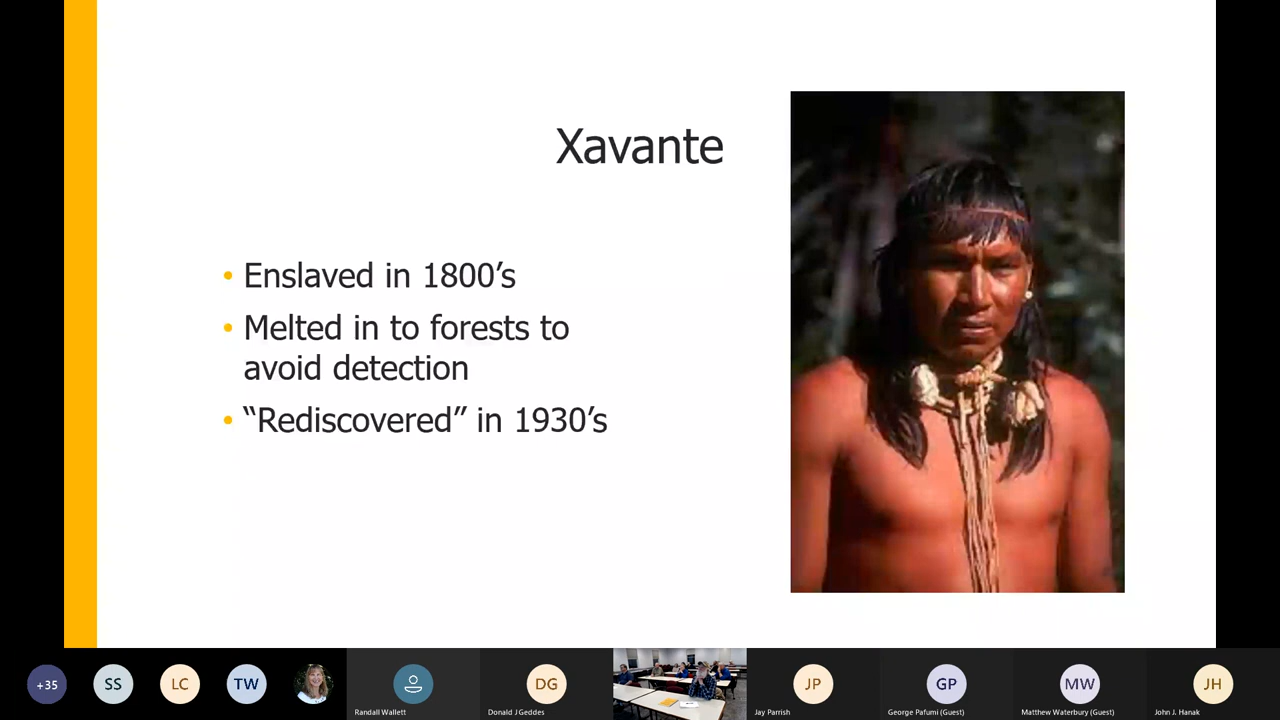 Xavante
• Enslaved in 1800’s
• Melted in to forests to
avoid detection
• “Rediscovered” in 1930’s
+35
SS
LC
TW
Randall Wallett
DG
Donald J Geddes
JP
Jay Parrish
GP
George Pafumi (Guest)
MW
Matthew Waterbury (Guest)
JH
John J. Hanak